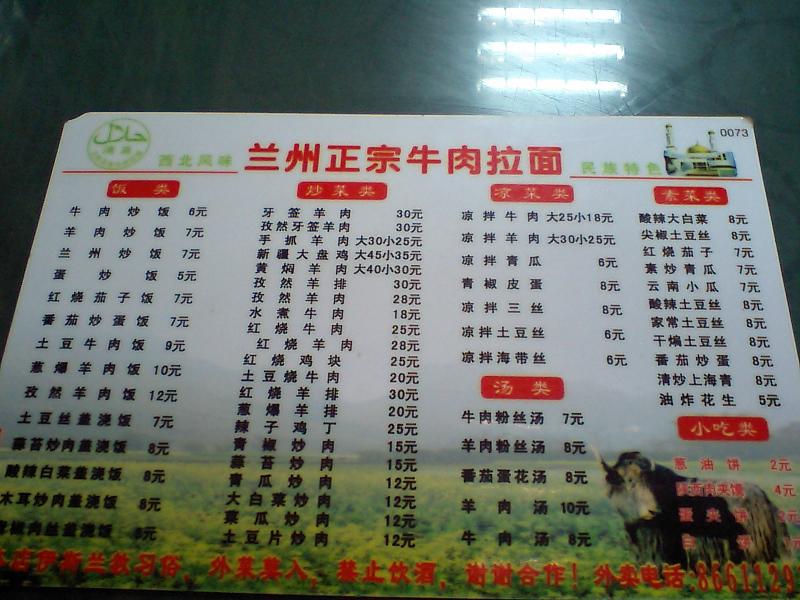 حلال
0073
西北风味 兰州正宗牛肉拉面 民族特色
饭类
牛肉炒饭 6元
羊肉炒饭 7元
兰州炒饭 7元
蛋炒饭 5元
红烧茄子饭 7元
番茄炒蛋饭 7元
土豆牛肉饭 9元
葱爆羊肉饭 10元
孜然羊肉饭 12元
土豆丝盖浇饭 7元
蒜苔炒肉盖浇饭 8元
酸辣白菜盖浇饭 8元
木耳炒肉盖浇饭 8元
青椒肉丝盖浇饭 8元
炒菜类
牙签羊肉 30元
孜然牙签羊肉 30元
手抓羊肉 大30小25元
新疆大盘鸡 大45小35元
黄焖羊肉 大40小30元
孜然羊排 30元
孜然羊肉 28元
水煮牛肉 18元
红烧牛肉 25元
红烧羊肉 28元
红烧鸡块 25元
土豆烧牛肉 20元
红烧羊排 30元
葱爆羊排 20元
辣子鸡丁 25元
青椒炒肉 15元
蒜苔炒肉 15元
青瓜炒肉 12元
大白菜炒肉 12元
菜瓜炒肉 12元
土豆片炒肉 12元
凉菜类
凉拌牛肉 大25小18元
凉拌羊肉 大30小25元
凉拌青瓜 6元
青椒皮蛋 8元
凉拌三丝 8元
凉拌土豆丝 6元
凉拌海带丝 6元
汤类
牛肉粉丝汤 7元
羊肉粉丝汤 8元
番茄蛋花汤 8元
羊肉汤 10元
牛肉汤 8元
素菜类
酸辣大白菜 8元
尖椒土豆丝 8元
红烧茄子 7元
素炒青瓜 7元
云南小瓜 7元
酸辣土豆丝 8元
家常土豆丝 8元
干煸土豆丝 8元
番茄炒蛋 8元
清炒上海青 8元
油炸花生 5元
小吃类
葱油饼 2元
陕西肉夹馍 4元
蛋夹饼
本店伊斯兰教习俗，外菜莫入，禁止饮酒，谢谢合作！外卖电话:8661129